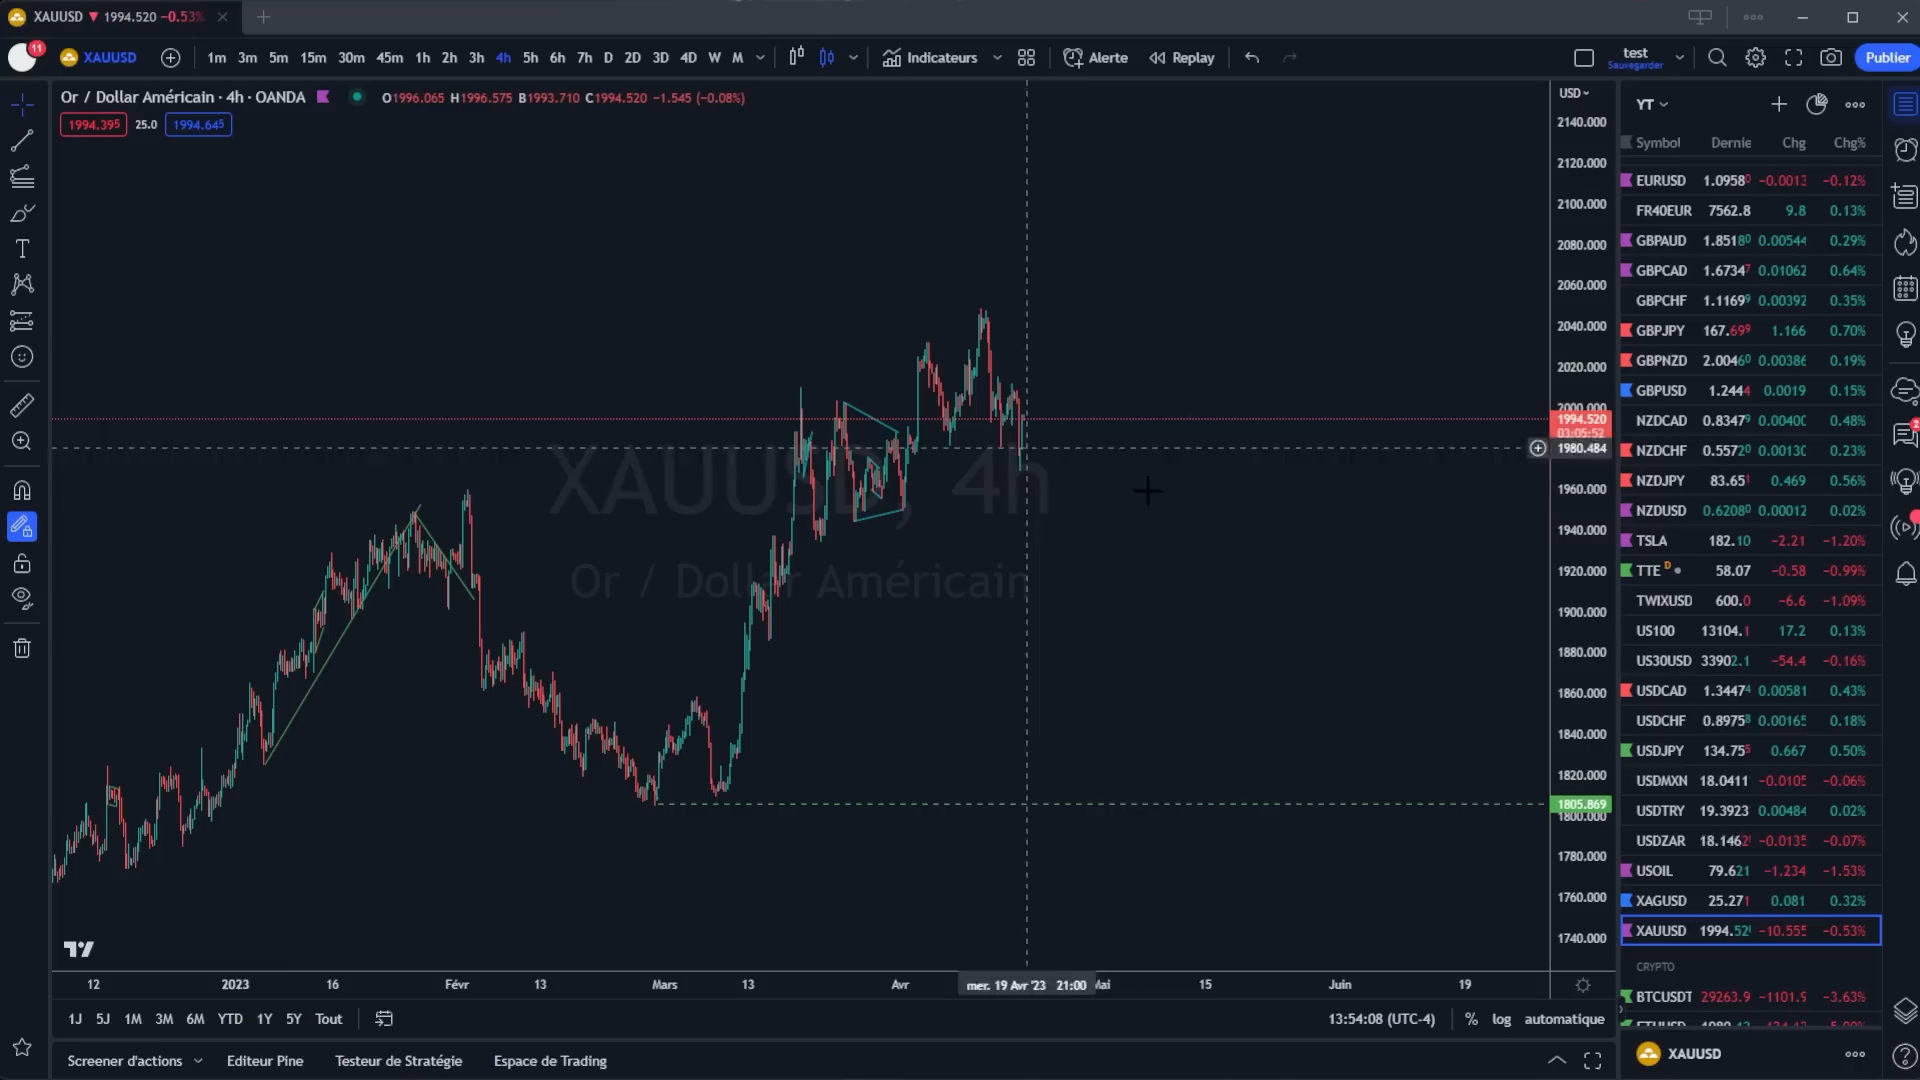 XAUUSD ▼ 1994.520 −0.53%
11
XAUUSD 1m 3m 5m 15m 30m 45m 1h 2h 3h 4h 5h 6h 7h D 2D 3D 4D W M Indicateurs Alerte Replay test Publier
Sauvegarder
Or / Dollar Américain · 4h · OANDA O1996.065 H1996.575 B1993.710 C1994.520 −1.545 (−0.08%)
1994.395 25.0 1994.645
USD
2140.000
2120.000
2100.000
2080.000
2060.000
2040.000
2020.000
2000.000
1994.520
03:05:52
1980.484
1960.000
1940.000
1920.000
1900.000
1880.000
1860.000
1840.000
1820.000
1805.869
1800.000
1780.000
1760.000
1740.000
XAUUSD, 4h
Or / Dollar Américain
12 2023 16 Févr 13 Mars 13 Avr mer. 19 Avr '23 21:00 Mai 15 Juin 19
1J 5J 1M 3M 6M YTD 1Y 5Y Tout 13:54:08 (UTC-4) % log automatique
Screener d'actions Editeur Pine Testeur de Stratégie Espace de Trading
YT
Symbol Dernie Chg Chg%
EURUSD 1.09580 −0.0013 −0.12%
FR40EUR 7562.8 9.8 0.13%
GBPAUD 1.85180 0.00544 0.29%
GBPCAD 1.67347 0.01062 0.64%
GBPCHF 1.11699 0.00392 0.35%
GBPJPY 167.699 1.166 0.70%
GBPNZD 2.00460 0.00386 0.19%
GBPUSD 1.2444 0.0019 0.15%
NZDCAD 0.83479 0.00400 0.48%
NZDCHF 0.55720 0.00130 0.23%
NZDJPY 83.651 0.469 0.56%
NZDUSD 0.62080 0.00012 0.02%
TSLA 182.10 −2.21 −1.20%
TTE D 58.07 −0.58 −0.99%
TWIXUSD 600.0 −6.6 −1.09%
US100 13104.1 17.2 0.13%
US30USD 33902.1 −54.4 −0.16%
USDCAD 1.34474 0.00581 0.43%
USDCHF 0.89758 0.00165 0.18%
USDJPY 134.755 0.667 0.50%
USDMXN 18.0411 −0.0105 −0.06%
USDTRY 19.3923 0.00484 0.02%
USDZAR 18.1462 −0.0135 −0.07%
USOIL 79.621 −1.234 −1.53%
XAGUSD 25.271 0.081 0.32%
XAUUSD 1994.520 −10.555 −0.53%
CRYPTO
BTCUSDT 29263.9 −1101.9 −3.63%
XAUUSD
2